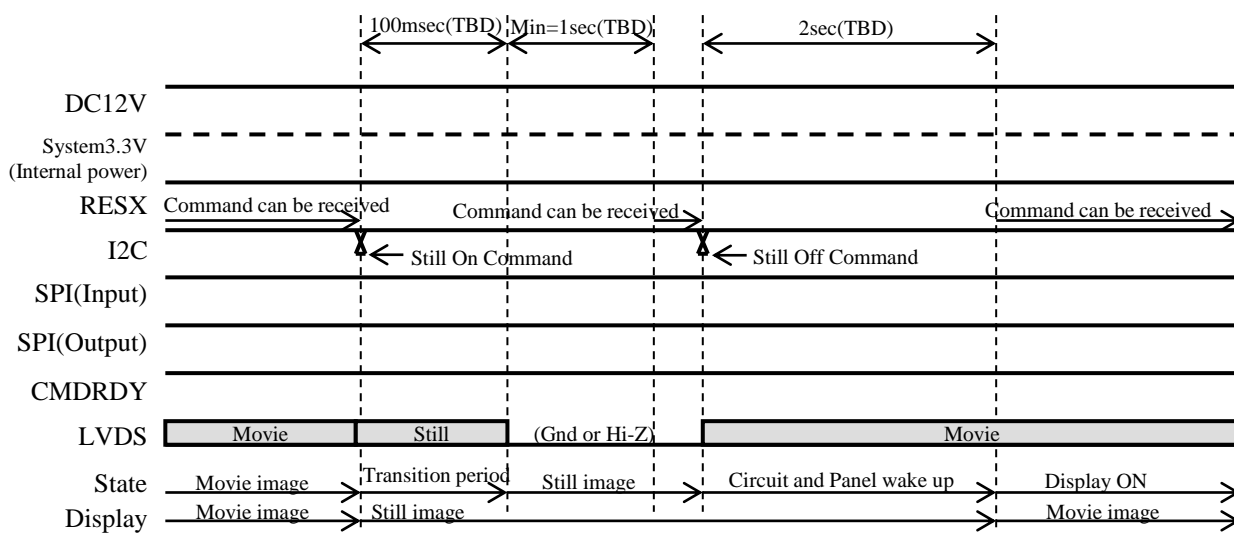 100msec(TBD) Min=1sec(TBD) 2sec(TBD)
DC12V
System3.3V
(Internal power)
RESX
Command can be received Command can be received Command can be received
I2C
Still On Command Still Off Command
SPI(Input)
SPI(Output)
CMDRDY
LVDS Movie Still (Gnd or Hi-Z) Movie
State Movie image Transition period Still image Circuit and Panel wake up Display ON
Display Movie image Still image Movie image